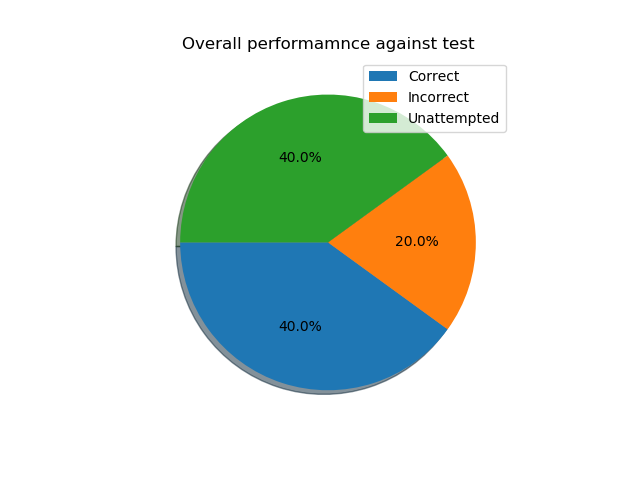 Overall performamnce against test
Correct
Incorrect
Unattempted
40.0%
20.0%
40.0%